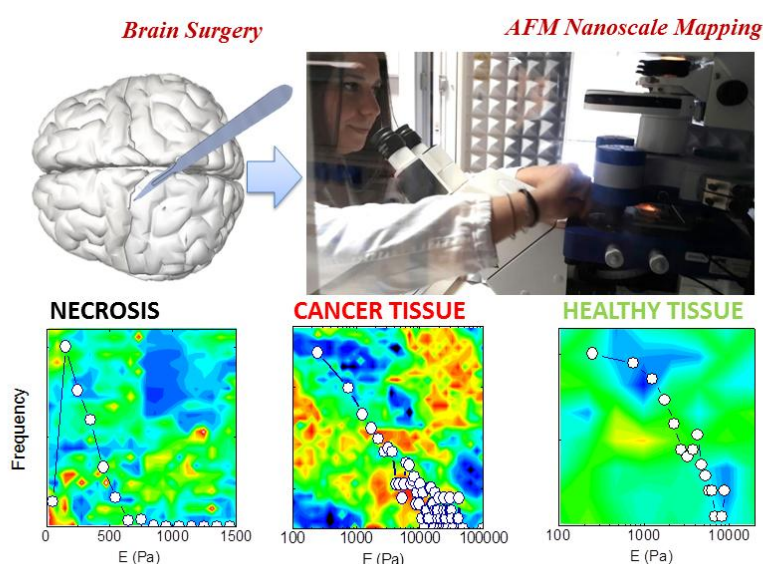 Brain Surgery
AFM Nanoscale Mapping
NECROSIS
CANCER TISSUE
HEALTHY TISSUE
Frequency
0 500 1000 1500
100 1000 10000 100000
100 1000 10000
E (Pa)
E (Pa)
E (Pa)